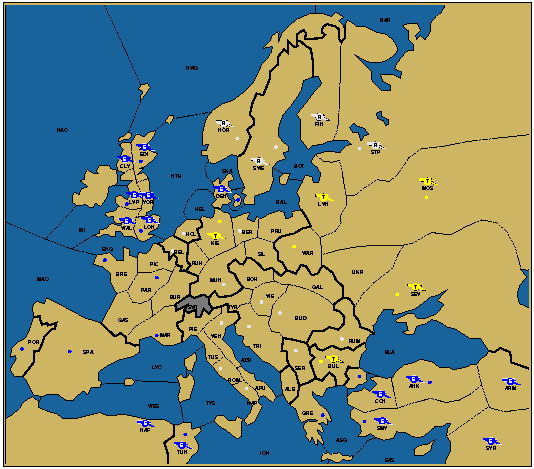 BAR
NWG
NAO
NOR
FIN
STP
EDI
CLY
SWE
SKA
BOT
NTH
MOS
DEN
LVP
YOR
LVN
HEL
BAL
WAL
LON
IRI
HOL
KIE
BER
PRU
WAR
ENG
BEL
RUH
SIL
UKR
PIC
MAO
BRE
MUN
BOH
GAL
PAR
SEV
BUR
TYR
VIE
BUD
GAS
MAR
PIE
VEN
RUM
TRI
BLA
POR
SPA
TUS
ADR
SER
BUL
LYO
ROM
APU
ALB
ANK
ARM
CON
WES
TYS
NAP
GRE
NAF
SMY
TUN
AEG
SYR
ION
EAS